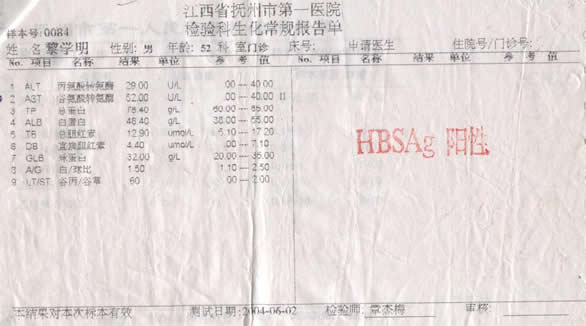 江西省抚州市第一医院
样本号:0084 检验科生化常规报告单
姓 名 黎学明 性别: 男 年龄: 52 科 室 门诊 床号: 申请医生 住院号/门诊号:
No. 项目 名称 结果 单位 参 考 值 No. 项目 名称 结果 单位 参 考 值
1 ALT 丙氨酸转氨酶 29.00 U/L .00 -- 40.00
2 AST 谷氨酸转氨酶 62.00 U/L .00 -- 40.00
3 TP 总蛋白 78.40 g/L 60.00 -- 85.00
4 ALB 白蛋白 46.40 g/L 38.00 -- 55.00
5 TB 总胆红素 12.90 umol/L 5.10 -- 17.20
6 DB 直接胆红素 4.40 umol/L .00 -- 7.10
7 GLB 球蛋白 32.00 g/L 20.00 -- 35.00
8 A/G 白/球比 1.50 1.10 -- 2.50
9 LT/ST 谷丙/谷草 60 .00 -- 2.00
HBSAg 阳性
本结果对本次标本有效 测试日期:2004-06-02 检验师: 审核: